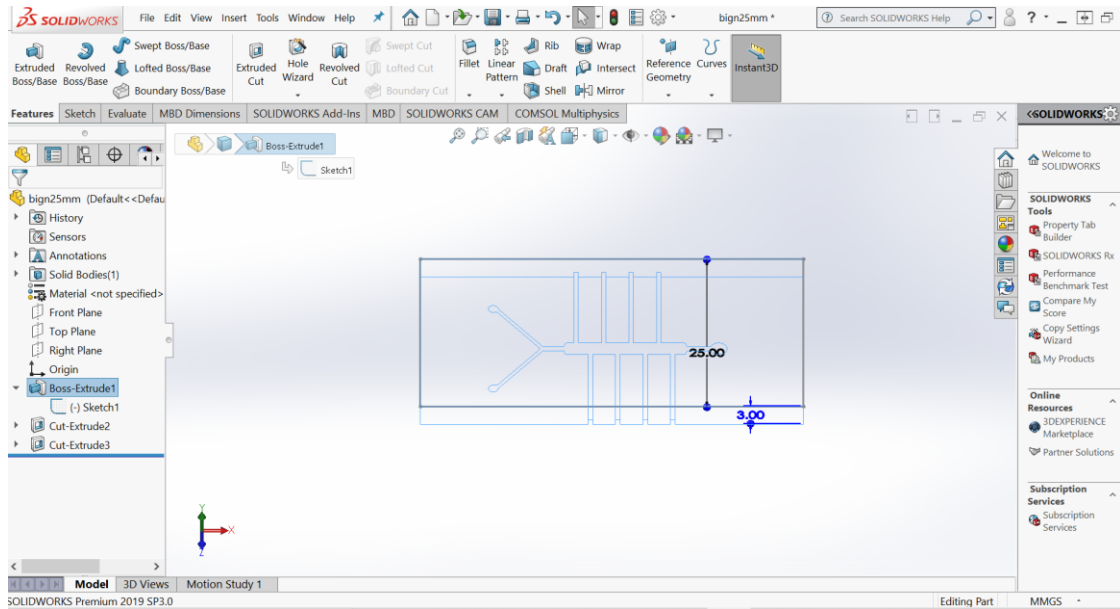 SOLIDWORKS File Edit View Insert Tools Window Help bign25mm * Search SOLIDWORKS Help ?
Extruded Boss/Base
Revolved Boss/Base
Swept Boss/Base
Lofted Boss/Base
Boundary Boss/Base
Extruded Cut
Hole Wizard
Revolved Cut
Swept Cut
Lofted Cut
Boundary Cut
Fillet
Linear Pattern
Rib
Draft
Shell
Wrap
Intersect
Mirror
Reference Geometry
Curves
Instant3D
Features Sketch Evaluate MBD Dimensions SOLIDWORKS Add-Ins MBD SOLIDWORKS CAM COMSOL Multiphysics
Boss-Extrude1
Sketch1
bign25mm (Default<<Defau
History
Sensors
Annotations
Solid Bodies(1)
Material <not specified>
Front Plane
Top Plane
Right Plane
Origin
Boss-Extrude1
(-) Sketch1
Cut-Extrude2
Cut-Extrude3
25.00
3.00
Y
X
Z
SOLIDWORKS
Welcome to
SOLIDWORKS
SOLIDWORKS
Tools
Property Tab
Builder
SOLIDWORKS Rx
Performance
Benchmark Test
Compare My
Score
Copy Settings
Wizard
My Products
Online
Resources
3DEXPERIENCE
Marketplace
Partner Solutions
Subscription
Services
Subscription
Services
Model 3D Views Motion Study 1
SOLIDWORKS Premium 2019 SP3.0 Editing Part MMGS